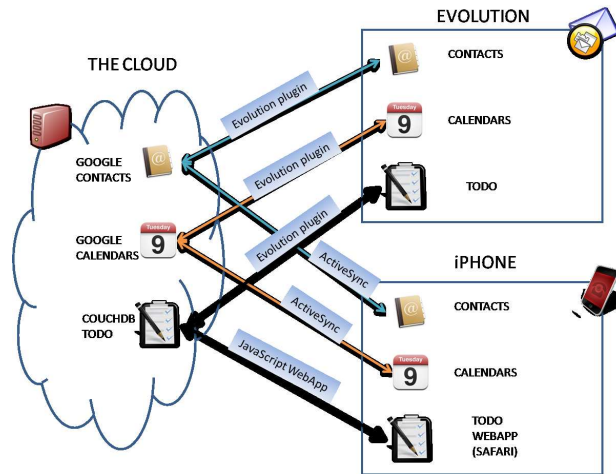 EVOLUTION
THE CLOUD
CONTACTS
Evolution plugin
Tuesday
9
CALENDARS
GOOGLE
CONTACTS
Evolution plugin
TODO
Tuesday
9
GOOGLE
CALENDARS
Evolution plugin
ActiveSync
iPHONE
ActiveSync
CONTACTS
COUCHDB
TODO
JavaScript WebApp
Tuesday
9
CALENDARS
TODO
WEBAPP
(SAFARI)